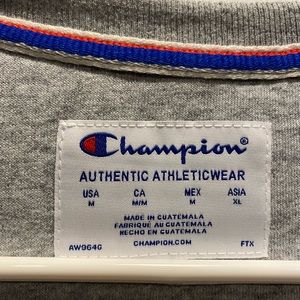 Champion®
AUTHENTIC ATHLETICWEAR
USA CA MEX ASIA
M M/M M XL
MADE IN GUATEMALA
FABRIQUÉ AU GUATEMALA
HECHO EN GUATEMALA
AW964G CHAMPION.COM FTX